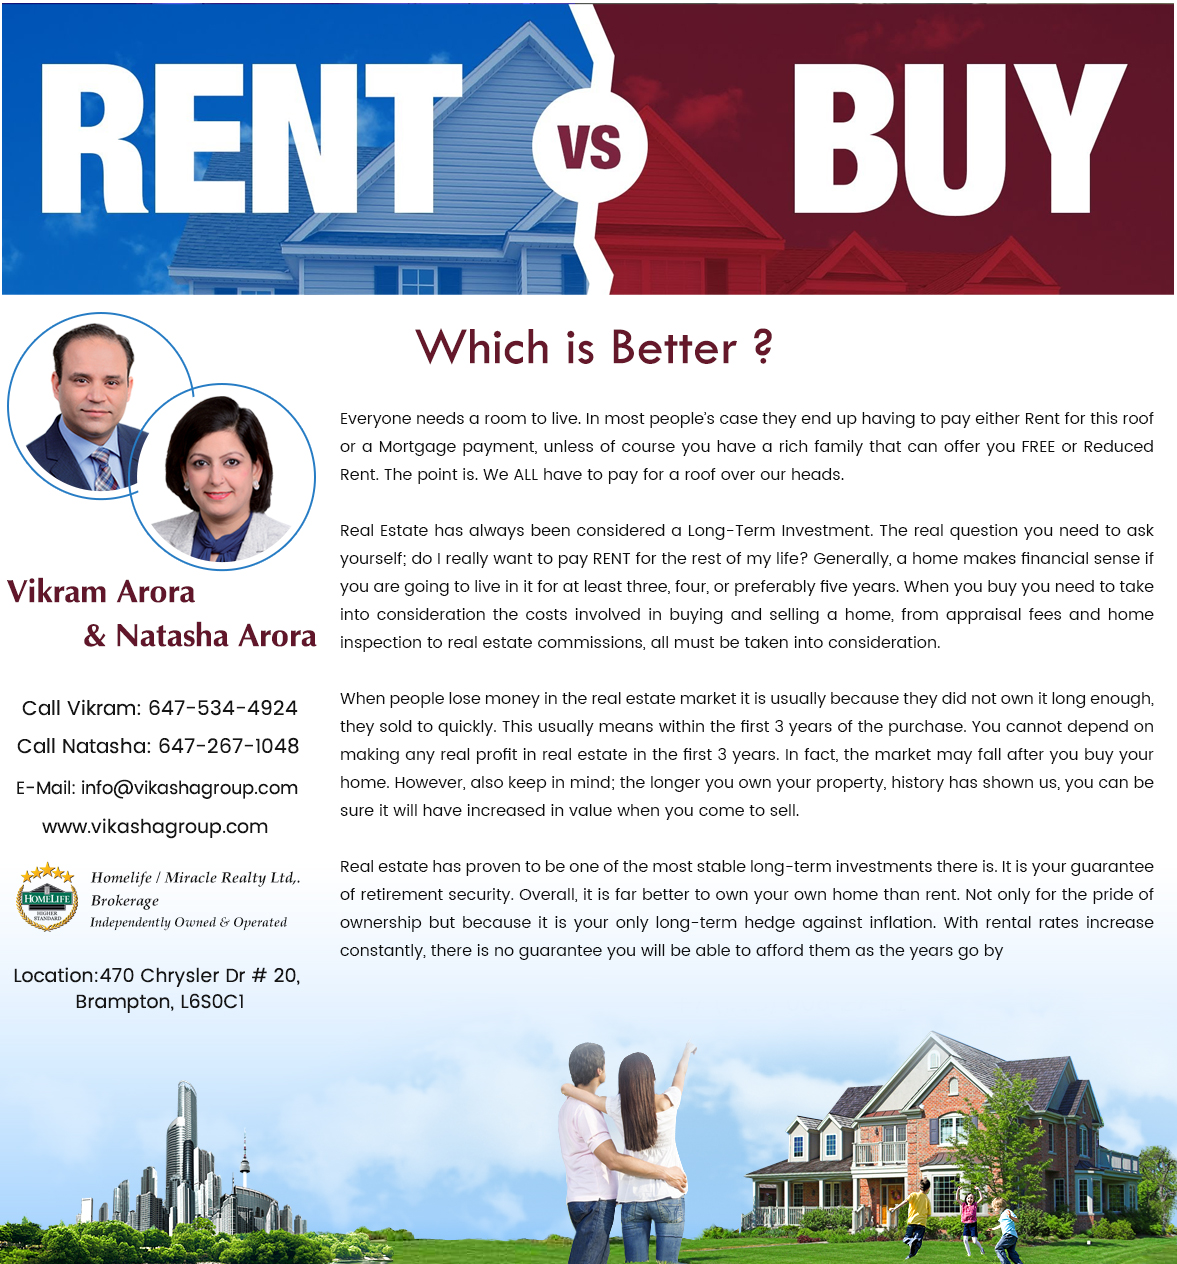 RENT VS BUY
Which is Better ?
Everyone needs a room to live. In most people's case they end up having to pay either Rent for this roof
or a Mortgage payment, unless of course you have a rich family that can offer you FREE or Reduced
Rent. The point is. We ALL have to pay for a roof over our heads.
Real Estate has always been considered a Long-Term Investment. The real question you need to ask
yourself; do I really want to pay RENT for the rest of my life? Generally, a home makes financial sense if
you are going to live in it for at least three, four, or preferably five years. When you buy you need to take
into consideration the costs involved in buying and selling a home, from appraisal fees and home
inspection to real estate commissions, all must be taken into consideration.
When people lose money in the real estate market it is usually because they did not own it long enough,
they sold to quickly. This usually means within the first 3 years of the purchase. You cannot depend on
making any real profit in real estate in the first 3 years. In fact, the market may fall after you buy your
home. However, also keep in mind; the longer you own your property, history has shown us, you can be
sure it will have increased in value when you come to sell.
Real estate has proven to be one of the most stable long-term investments there is. It is your guarantee
of retirement security. Overall, it is far better to own your own home than rent. Not only for the pride of
ownership but because it is your only long-term hedge against inflation. With rental rates increase
constantly, there is no guarantee you will be able to afford them as the years go by
Vikram Arora
& Natasha Arora
Call Vikram: 647-534-4924
Call Natasha: 647-267-1048
E-Mail: info@vikashagroup.com
www.vikashagroup.com
HOMELIFE
HIGHER
STANDARD
Homelife / Miracle Realty Ltd,.
Brokerage
Independently Owned & Operated
Location:470 Chrysler Dr # 20,
Brampton, L6S0C1